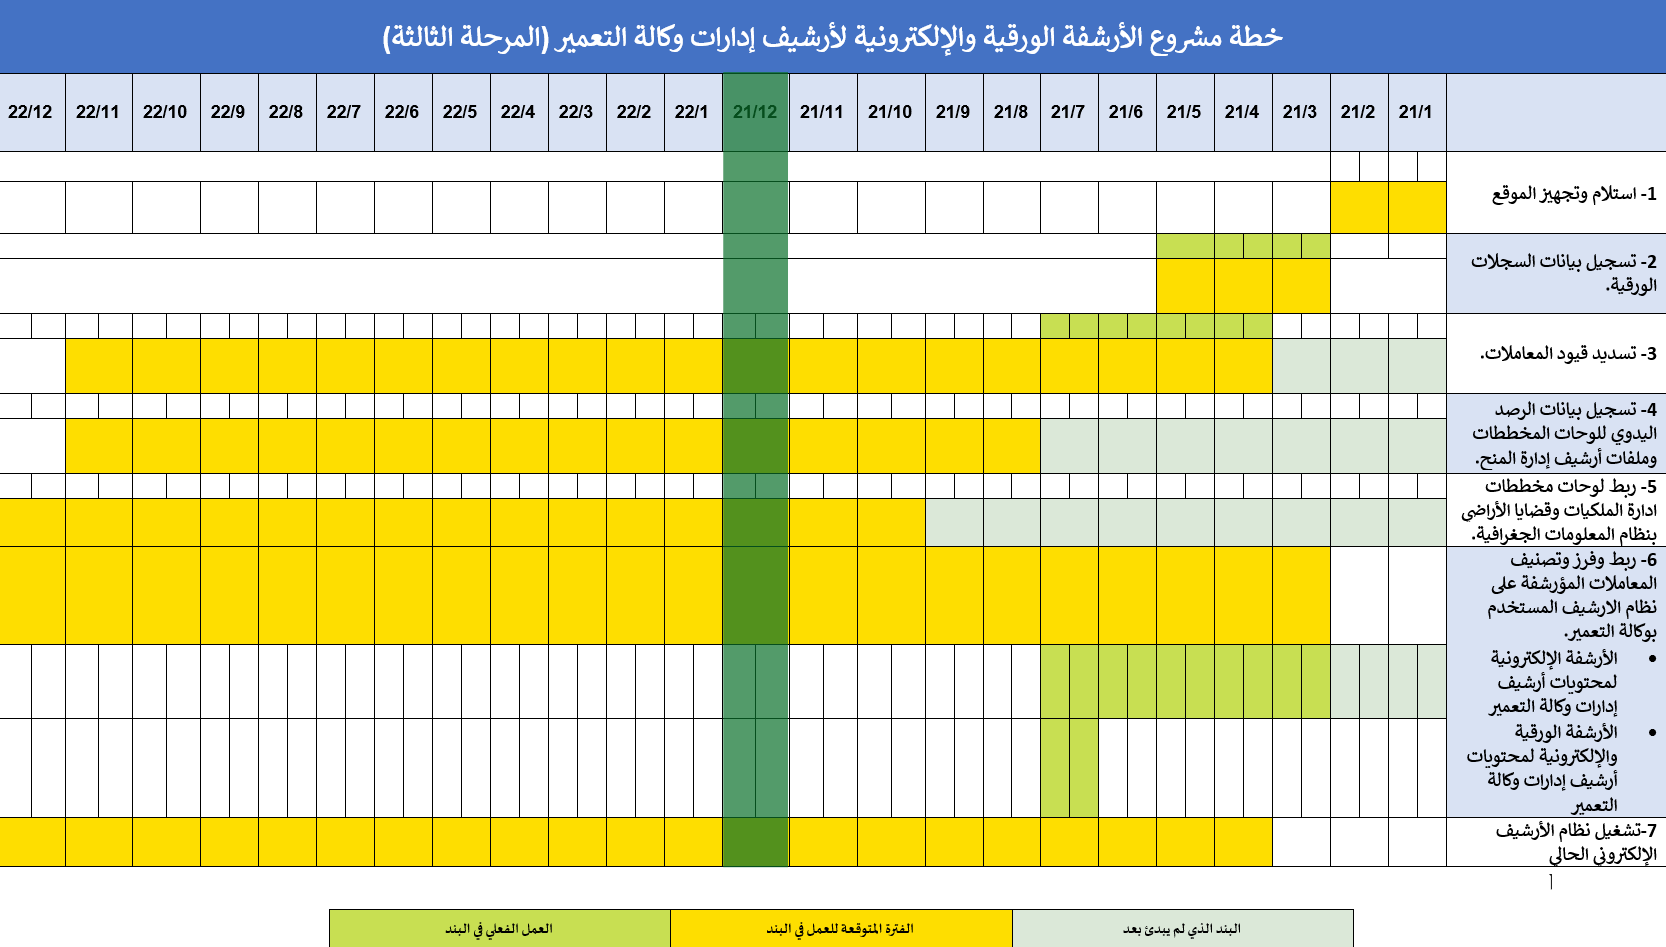 خطة مشروع الأرشفة الورقية والإلكترونية لأرشيف إدارات وكالة التعمير (المرحلة الثالثة)
21/1 21/2 21/3 21/4 21/5 21/6 21/7 21/8 21/9 21/10 21/11 21/12 22/1 22/2 22/3 22/4 22/5 22/6 22/7 22/8 22/9 22/10 22/11 22/12
1- استلام وتجهيز الموقع
2- تسجيل بيانات السجلات
الورقية.
3- تسديد قيود المعاملات.
4- تسجيل بيانات الرصد
اليدوي للوحات المخططات
وملفات أرشيف إدارة المنح.
5- ربط لوحات مخططات
ادارة الملكيات وقضايا الأراضي
بنظام المعلومات الجغرافية.
6- ربط وفرز وتصنيف
المعاملات المؤرشفة على
نظام الارشيف المستخدم
بوكالة التعمير.
• الأرشفة الإلكترونية
لمحتويات أرشيف
إدارات وكالة التعمير
• الأرشفة الورقية
والإلكترونية لمحتويات
أرشيف إدارات وكالة
التعمير
7-تشغيل نظام الأرشيف
الإلكتروني الحالي
أ
البند الذي لم يبدئ بعد
الفترة المتوقعة للعمل في البند
العمل الفعلي في البند